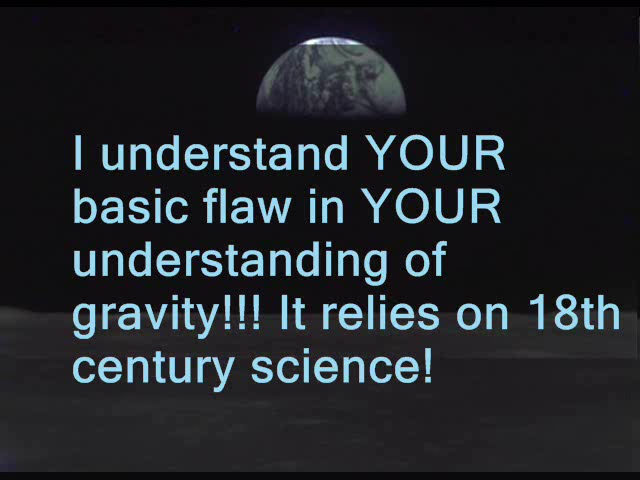 I understand YOUR
basic flaw in YOUR
understanding of
gravity!!! It relies on 18th
century science!